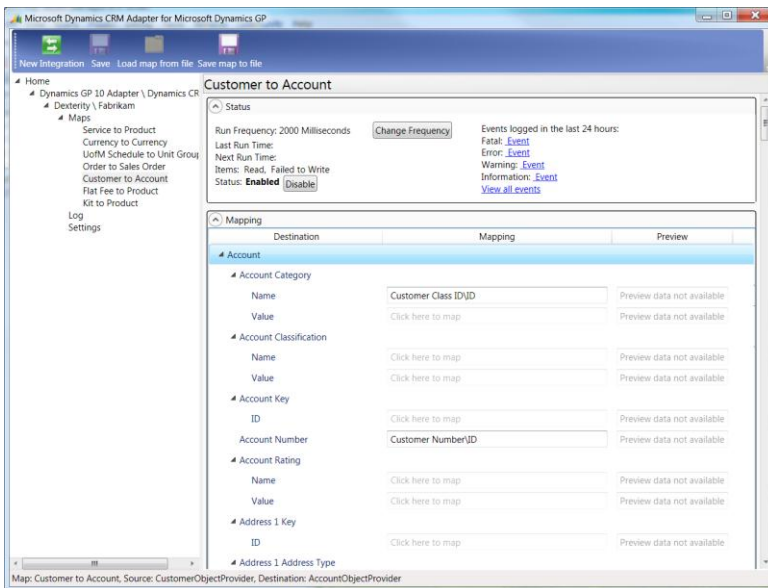 Microsoft Dynamics CRM Adapter for Microsoft Dynamics GP
New Integration Save Load map from file Save map to file
Home
Dynamics GP 10 Adapter \ Dynamics CR
Dexterity \ Fabrikam
Maps
Service to Product
Currency to Currency
UofM Schedule to Unit Group
Order to Sales Order
Customer to Account
Flat Fee to Product
Kit to Product
Log
Settings
Customer to Account
Status
Run Frequency: 2000 Milliseconds Change Frequency
Last Run Time:
Next Run Time:
Items: Read, Failed to Write
Status: Enabled Disable
Events logged in the last 24 hours:
Fatal: Event
Error: Event
Warning: Event
Information: Event
View all events
Mapping
Destination Mapping Preview
Account
Account Category
Name Customer Class ID\ID Preview data not available
Value Click here to map Preview data not available
Account Classification
Name Click here to map Preview data not available
Value Click here to map Preview data not available
Account Key
ID Click here to map Preview data not available
Account Number Customer Number\ID Preview data not available
Account Rating
Name Click here to map Preview data not available
Value Click here to map Preview data not available
Address 1 Key
ID Click here to map Preview data not available
Address 1 Address Type
Map: Customer to Account, Source: CustomerObjectProvider, Destination: AccountObjectProvider